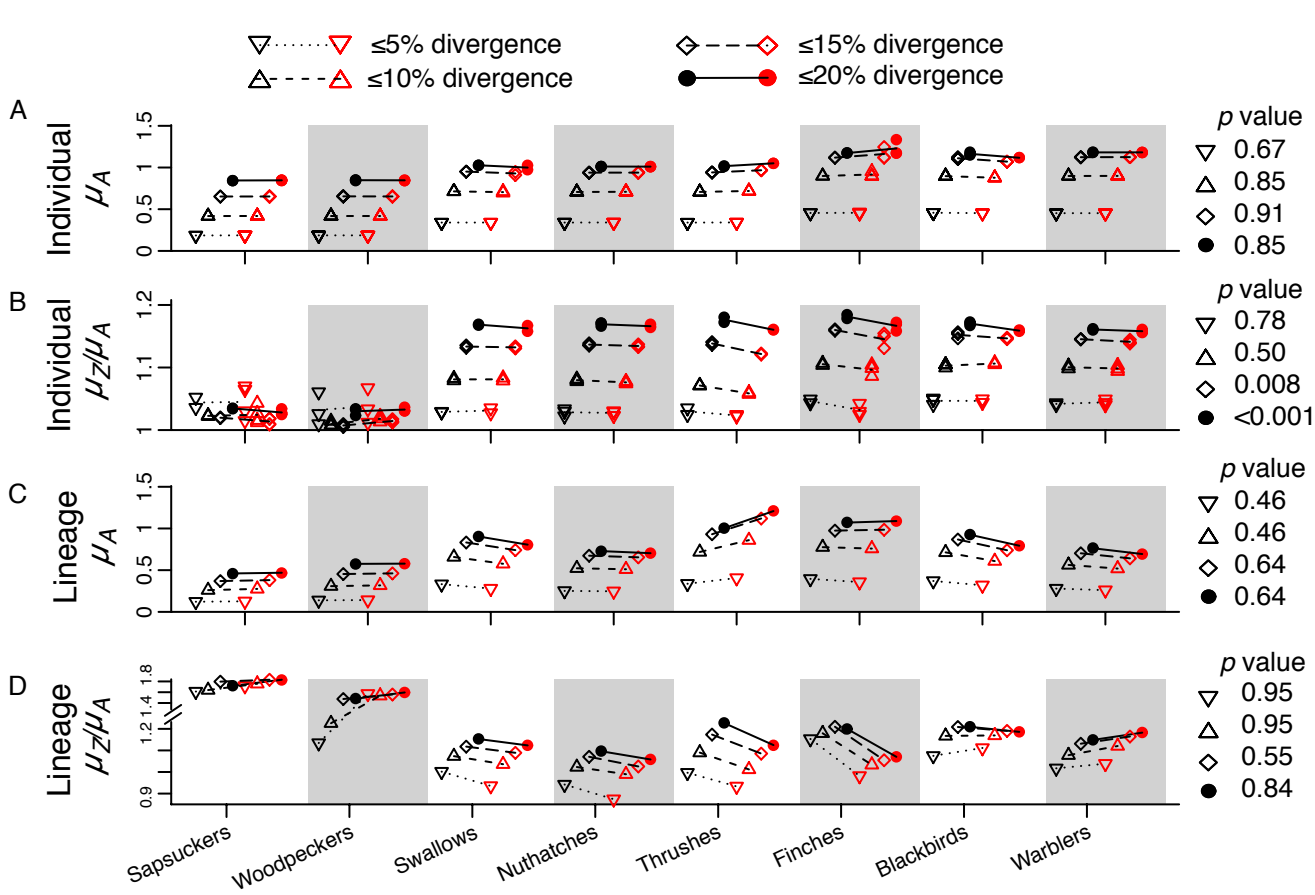 ≤5% divergence
≤15% divergence
≤10% divergence
≤20% divergence
A
Individual
μA
1.5
1
0.5
0
p value
0.67
0.85
0.91
0.85
B
Individual
μZ/μA
1.2
1.1
1
p value
0.78
0.50
0.008
<0.001
C
Lineage
μA
1.5
1
0.5
0
p value
0.46
0.46
0.64
0.64
D
Lineage
μZ/μA
1.8
1.4
1.2
0.9
p value
0.95
0.95
0.55
0.84
Sapsuckers
Woodpeckers
Swallows
Nuthatches
Thrushes
Finches
Blackbirds
Warblers